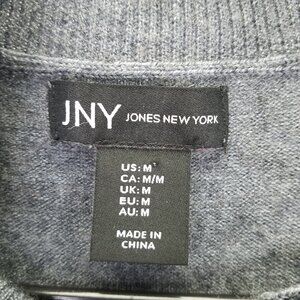 JNY JONES NEW YORK
US: M
CA: M/M
UK: M
EU: M
AU: M
MADE IN
CHINA